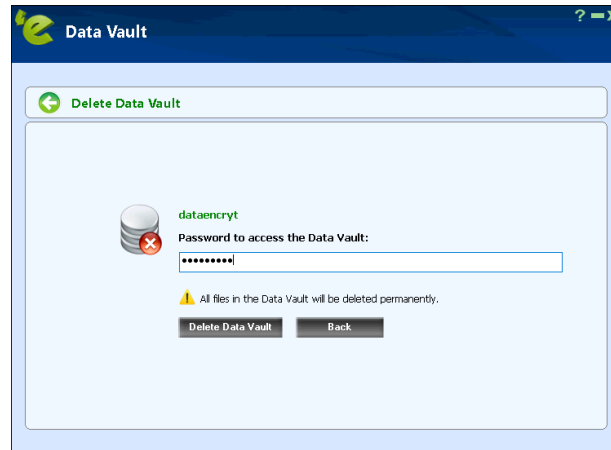 Data Vault
Delete Data Vault
dataencryt
Password to access the Data Vault:
All files in the Data Vault will be deleted permanently.
Delete Data Vault
Back